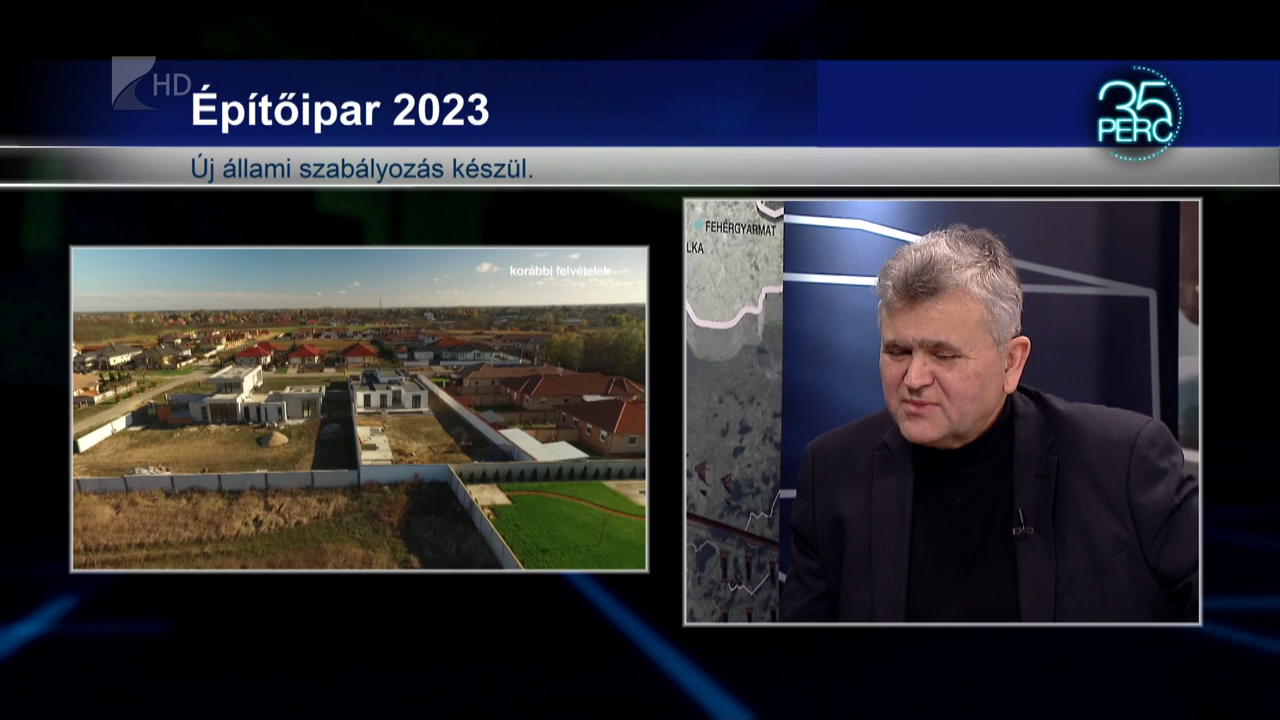 HD
Építőipar 2023
35
PERC
Új állami szabályozás készül.
FEHÉRGYARMAT
LKA
korábbi felvételek